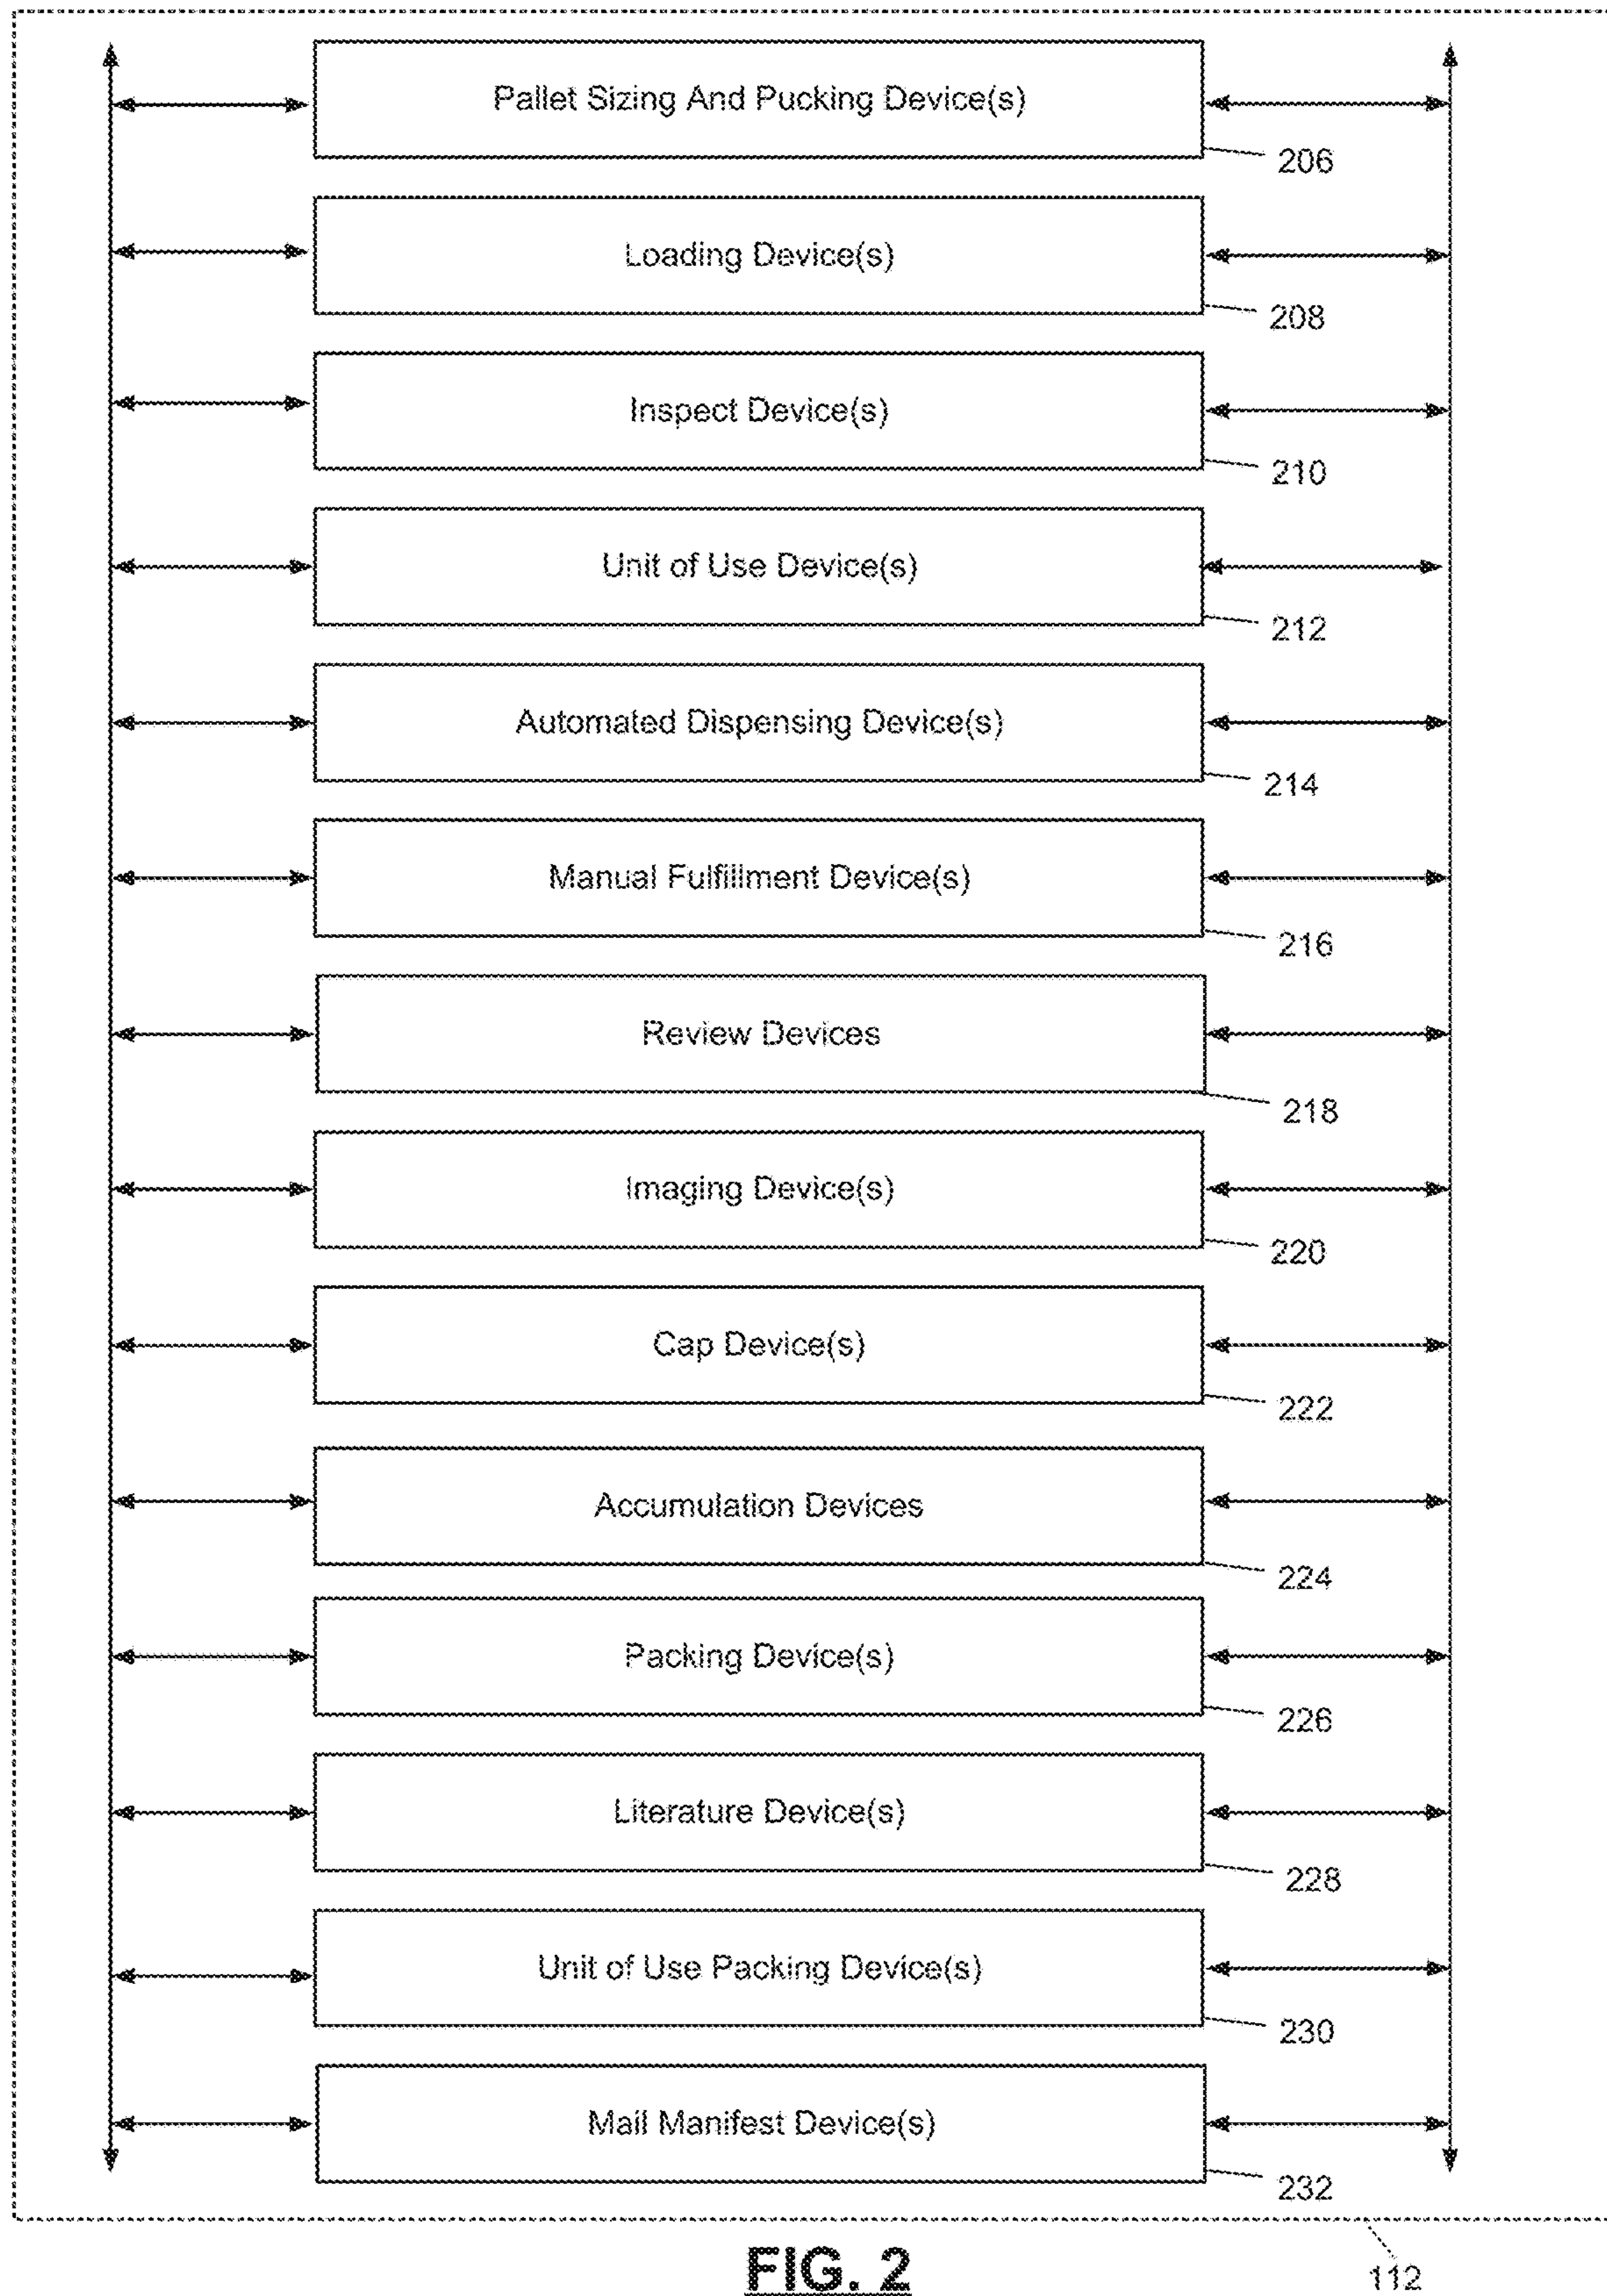 Pallet Sizing And Pucking Device(s)
206
Loading Device(s)
208
Inspect Device(s)
210
Unit of Use Device(s)
212
Automated Dispensing Device(s)
214
Manual Fulfillment Device(s)
216
Review Devices
218
Imaging Device(s)
220
Cap Device(s)
222
Accumulation Devices
224
Packing Device(s)
226
Literature Device(s)
228
Unit of Use Packing Device(s)
230
Mail Manifest Device(s)
232
FIG. 2
112